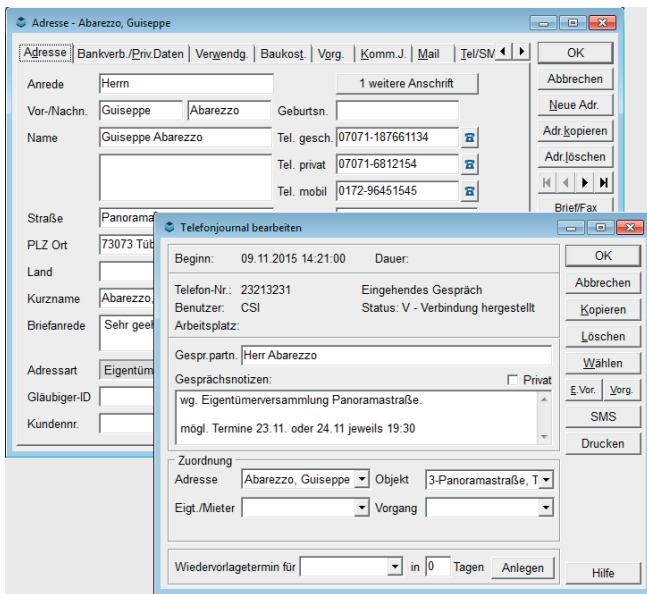 Adresse - Abarezzo, Guiseppe
Adresse Bankverb./Priv.Daten Verwendg. Baukost. Vorg. Komm.J. Mail Tel/SM
OK
Anrede Herrn 1 weitere Anschrift Abbrechen
Vor-/Nachn. Guiseppe Abarezzo Geburtsn. Neue Adr.
Name Guiseppe Abarezzo Tel. gesch. 07071-187661134 Adr.kopieren
Tel. privat 07071-6812154 Adr.löschen
Tel. mobil 0172-96451545
Brief/Fax
Straße Panorama
PLZ Ort 73073 Tüb
Land
Kurzname Abarezzo,
Briefanrede Sehr geeh
Adressart Eigentüm
Gläubiger-ID
Kundennr.
Telefonjournal bearbeiten
Beginn: 09.11.2015 14:21:00 Dauer: OK
Abbrechen
Telefon-Nr.: 23213231 Eingehendes Gespräch
Benutzer: CSI Status: V - Verbindung hergestellt Kopieren
Arbeitsplatz: Löschen
Gespr.partn. Herr Abarezzo Wählen
Gesprächsnotizen: Privat
E.Vor. Vorg.
wg. Eigentümerversammlung Panoramastraße.
SMS
mögl. Termine 23.11. oder 24.11 jeweils 19:30
Drucken
Zuordnung
Adresse Abarezzo, Guiseppe Objekt 3-Panoramastraße, T
Eigt./Mieter Vorgang
Wiedervorlagetermin für in 0 Tagen Anlegen Hilfe